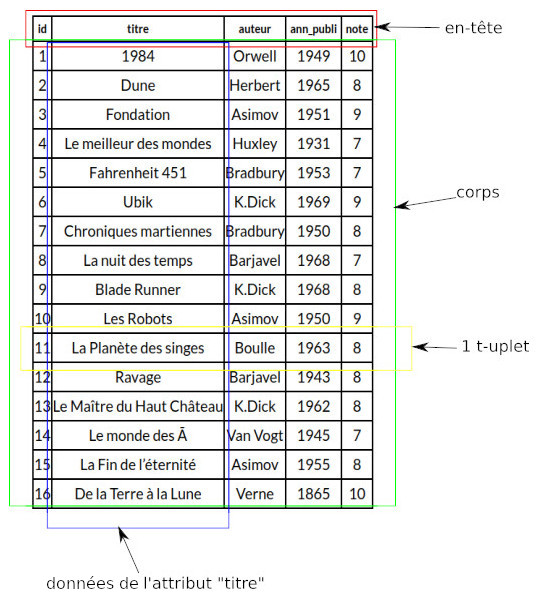 id titre auteur ann_publi note
en-tête
1 1984 Orwell 1949 10
2 Dune Herbert 1965 8
3 Fondation Asimov 1951 9
4 Le meilleur des mondes Huxley 1931 7
5 Fahrenheit 451 Bradbury 1953 7
6 Ubik K.Dick 1969 9
corps
7 Chroniques martiennes Bradbury 1950 8
8 La nuit des temps Barjavel 1968 7
9 Blade Runner K.Dick 1968 8
10 Les Robots Asimov 1950 9
11 La Planète des singes Boulle 1963 8
1 t-uplet
12 Ravage Barjavel 1943 8
13 Le Maître du Haut Château K.Dick 1962 8
14 Le monde des Ã Van Vogt 1945 7
15 La Fin de l’éternité Asimov 1955 8
16 De la Terre à la Lune Verne 1865 10
données de l'attribut "titre"